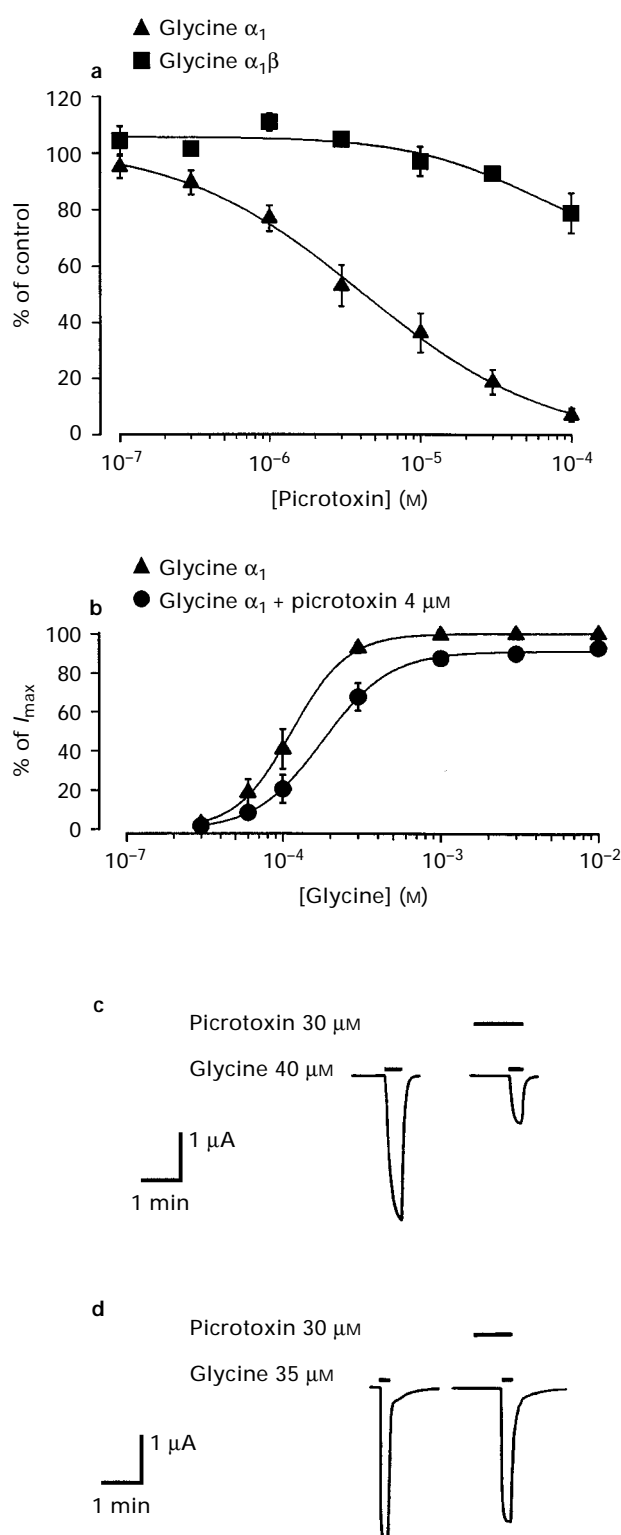 Glycine α₁
Glycine α₁β
a
120
100
80
60
40
20
0
% of control
10⁻⁷ 10⁻⁶ 10⁻⁵ 10⁻⁴
[Picrotoxin] (M)
Glycine α₁
b Glycine α₁ + picrotoxin 4 µM
100
80
60
40
20
0
% of Imax
10⁻⁷ 10⁻⁴ 10⁻³ 10⁻²
[Glycine] (M)
c
Picrotoxin 30 µM
Glycine 40 µM
1 µA
1 min
d
Picrotoxin 30 µM
Glycine 35 µM
1 µA
1 min